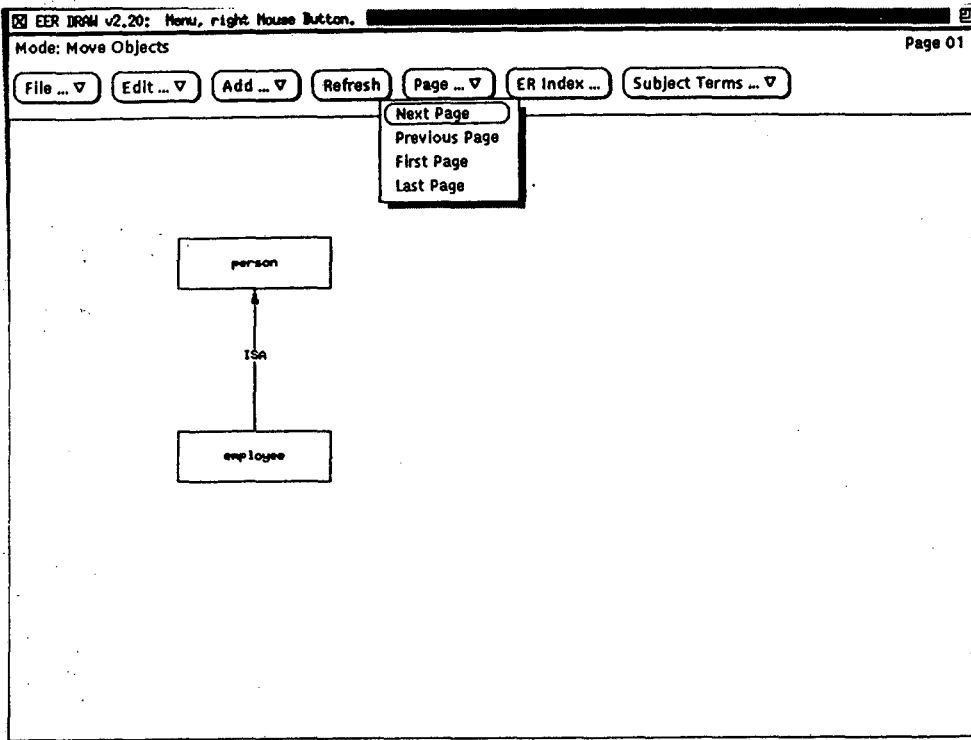 EER DRAW v2.20: Menu, right Mouse Button.
Mode: Move Objects
Page 01
File ... Edit ... Add ... Refresh Page ... ER Index ... Subject Terms ...
Next Page
Previous Page
First Page
Last Page
person
ISA
employee